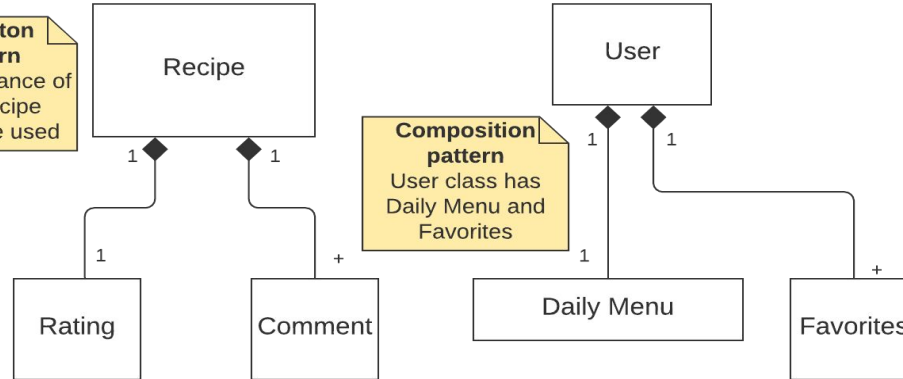 ton
rn
ance of
cipe
e used
Recipe
User
Composition
pattern
User class has
Daily Menu and
Favorites
1
1
1
1
1
+
1
+
Rating
Comment
Daily Menu
Favorites